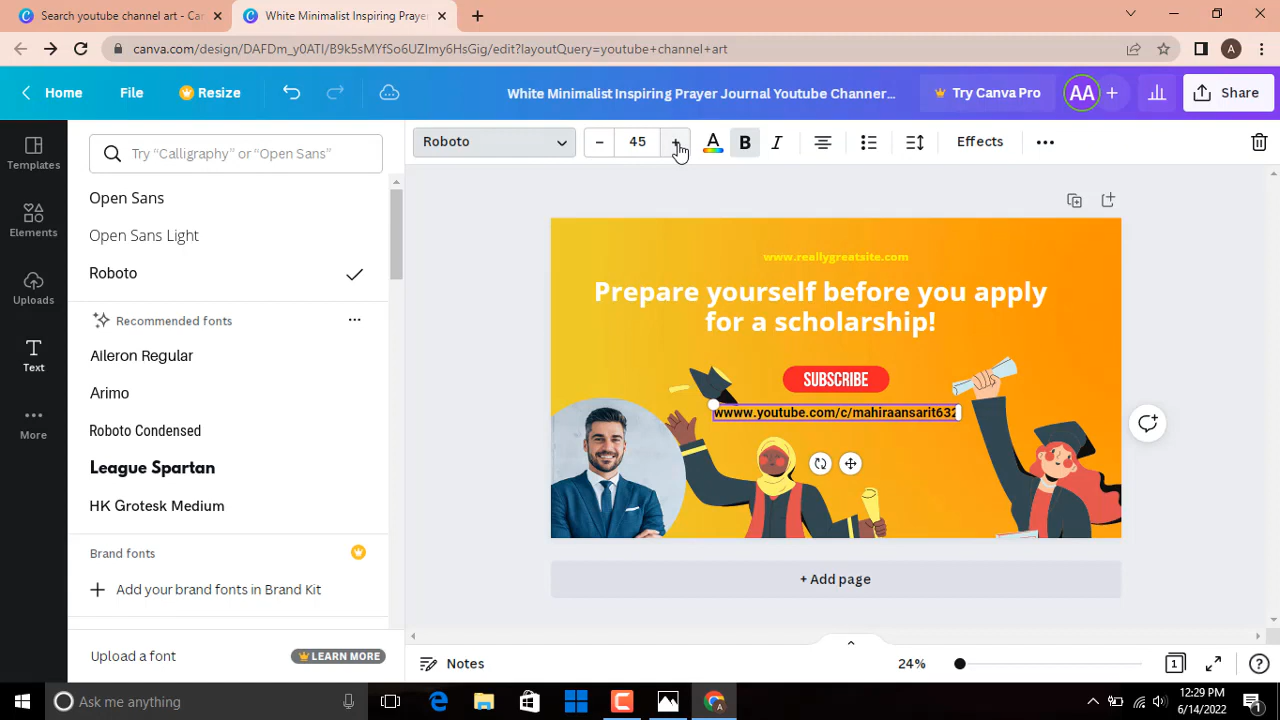 Search youtube channel art - Ca
White Minimalist Inspiring Prayer
canva.com/design/DAFDm_y0ATI/B9k5sMYfSo6UZImy6HsGig/edit?layoutQuery=youtube+channel+art
A
Home
File
Resize
White Minimalist Inspiring Prayer Journal Youtube Channer...
Try Canva Pro
AA
Share
Templates
Elements
Uploads
Text
More
Try "Calligraphy" or "Open Sans"
Open Sans
Open Sans Light
Roboto
Recommended fonts
Alleron Regular
Arimo
Roboto Condensed
League Spartan
HK Grotesk Medium
Brand fonts
Add your brand fonts in Brand Kit
Upload a font
LEARN MORE
Roboto
45
A
B
I
Effects
www.reallygreatsite.com
Prepare yourself before you apply
for a scholarship!
SUBSCRIBE
wwww.youtube.com/c/mahiraansarit632
+ Add page
Notes
24%
1
Ask me anything
12:29 PM
6/14/2022
1